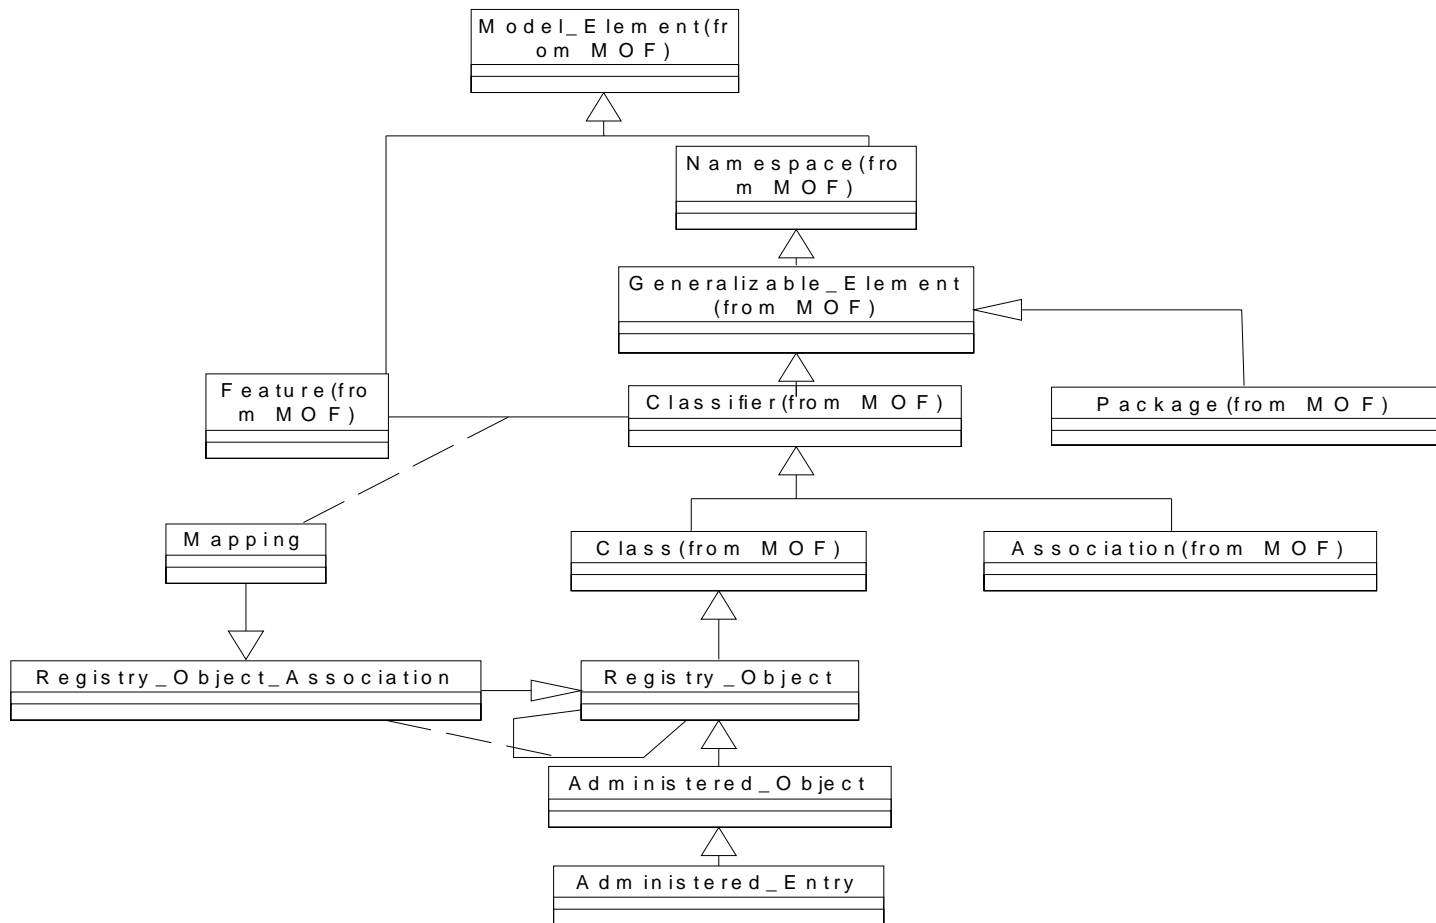 Model_Element(fr
om MOF)
Namespace(fro
m MOF)
Generalizable_Element
(from MOF)
Feature(fro
m MOF)
Classifier(from MOF)
Package(from MOF)
Mapping
Class(from MOF)
Association(from MOF)
Registry_Object_Association
Registry_Object
Administered_Object
Administered_Entry